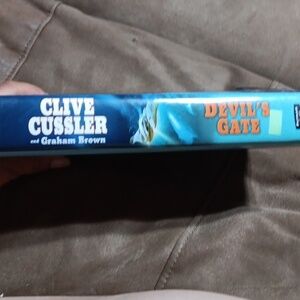 CLIVE
CUSSLER
and Graham Brown
DEVIL'S
GATE